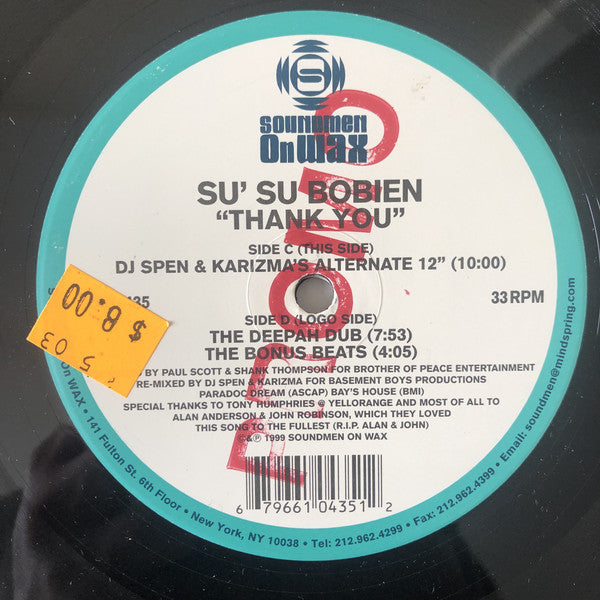 S
SOUNDMEN
On Wax
SU' SU BOBIEN
"THANK YOU"
SIDE C (THIS SIDE)
DJ SPEN & KARIZMA'S ALTERNATE 12" (10:00)
435
33 RPM
SIDE D (LOGO SIDE)
THE DEEPAH DUB (7:53)
THE BONUS BEATS (4:05)
BY PAUL SCOTT & SHANK THOMPSON FOR BROTHER OF PEACE ENTERTAINMENT
RE-MIXED BY DJ SPEN & KARIZMA FOR BASEMENT BOYS PRODUCTIONS
PARADOC DREAM (ASCAP) BAY'S HOUSE (BMI)
SPECIAL THANKS TO TONY HUMPHRIES @ YELLORANGE AND MOST OF ALL TO
ALAN ANDERSON & JOHN ROBINSON, WHICH THEY LOVED
THIS SONG TO THE FULLEST (R.I.P. ALAN & JOHN)
©&℗ 1999 SOUNDMEN ON WAX
6 79661 04351 2
PROMO
$ 8.00
5 03
On WAX • 141 Fulton St. 6th Floor • New York, NY 10038 • Tel: 212.962.4299 • Fax: 212.962.4399 • Email: soundmen@mindspring.com